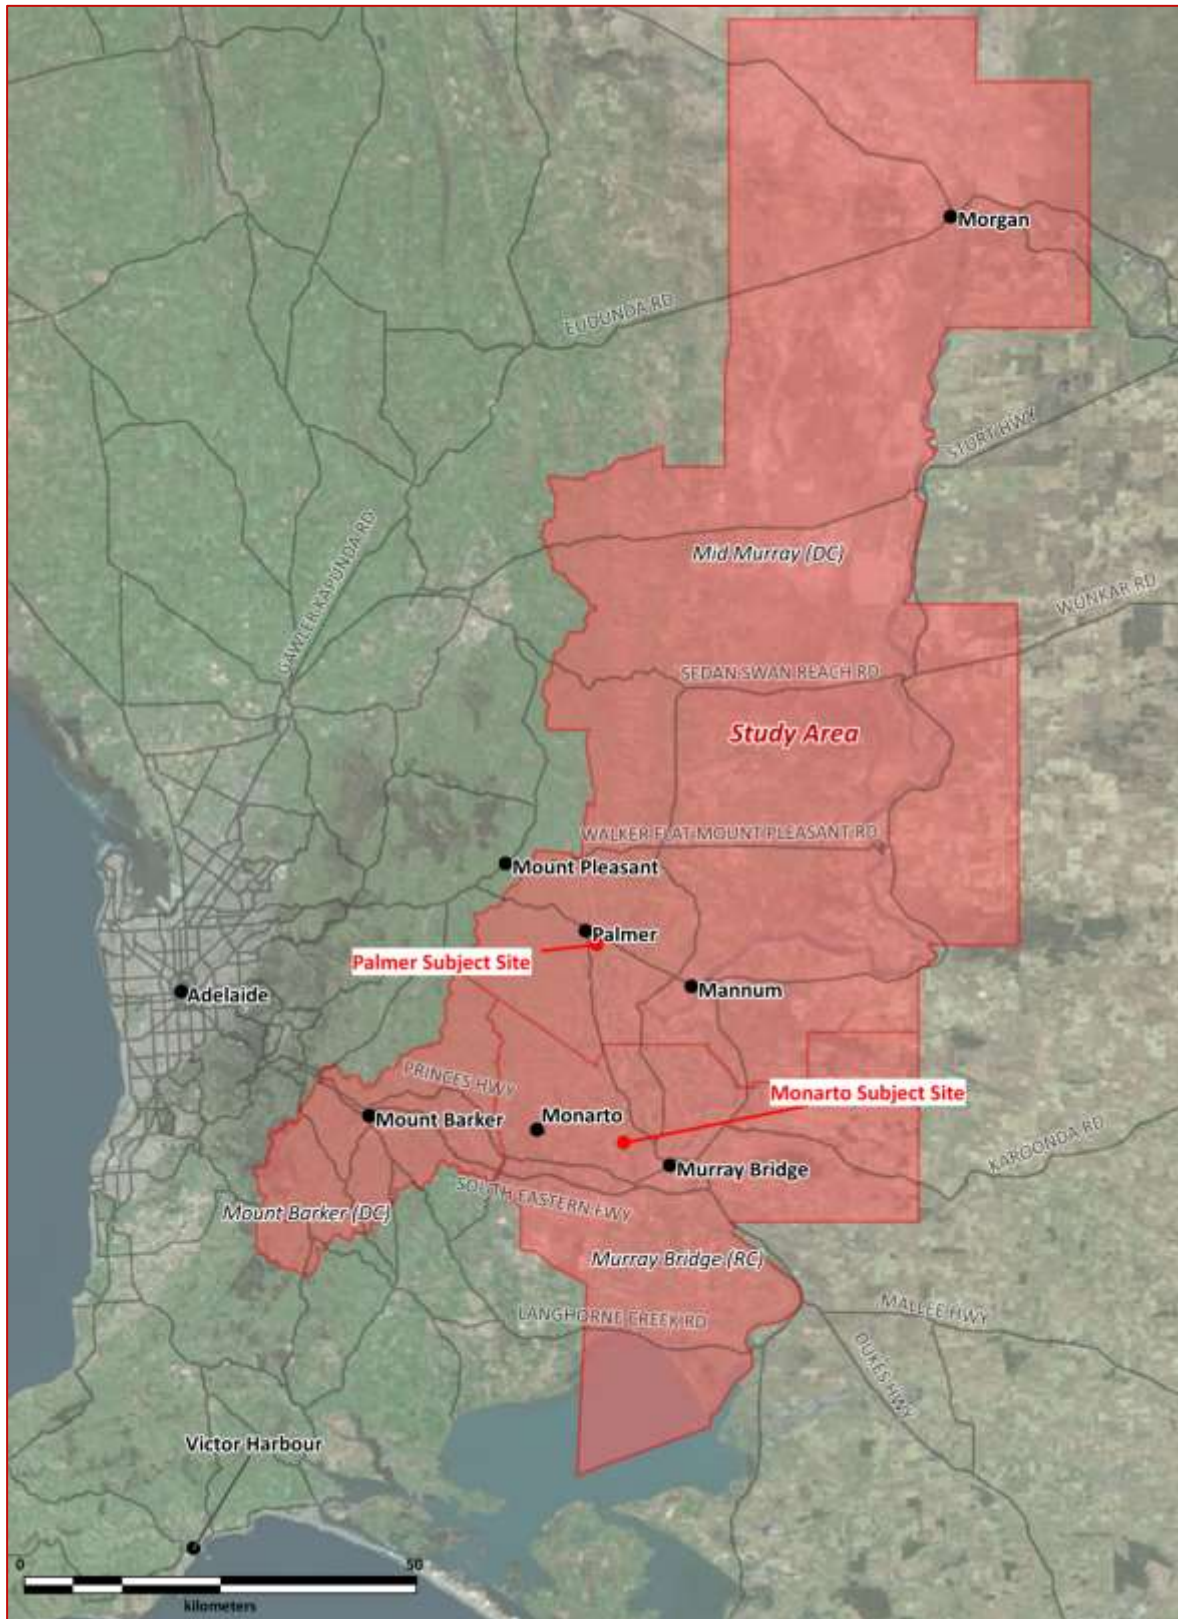 Morgan
EUDUNDA RD
STURT HWY
GAWLER KAPUNDA RD
Mid Murray (DC)
WUNKAR RD
SEDAN SWAN REACH RD
Study Area
WALKER FLAT MOUNT PLEASANT RD
Mount Pleasant
Palmer
Palmer Subject Site
Adelaide
Mannum
PRINCES HWY
Monarto Subject Site
Mount Barker
Monarto
KAROONDA RD
Murray Bridge
SOUTH EASTERN FWY
Mount Barker (DC)
Murray Bridge (RC)
MALLEE HWY
LANGHORNE CREEK RD
DUKES HWY
Victor Harbour
0
50
kilometers